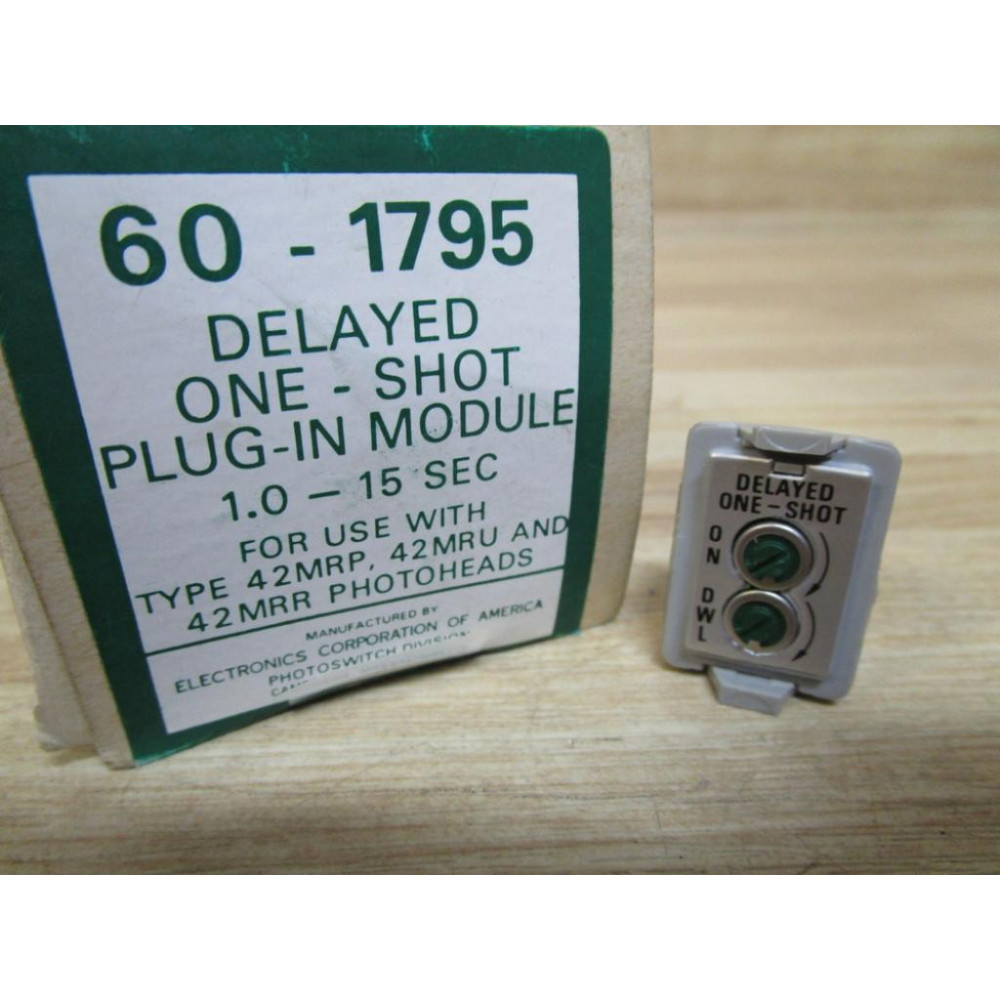 60 - 1795
DELAYED
ONE - SHOT
PLUG-IN MODULE
1.0 - 15 SEC
FOR USE WITH
TYPE 42MRP, 42MRU AND
42MRR PHOTOHEADS
MANUFACTURED BY
ELECTRONICS CORPORATION OF AMERICA
PHOTOSWITCH DIVISION
DELAYED
ONE - SHOT
ON
DWL